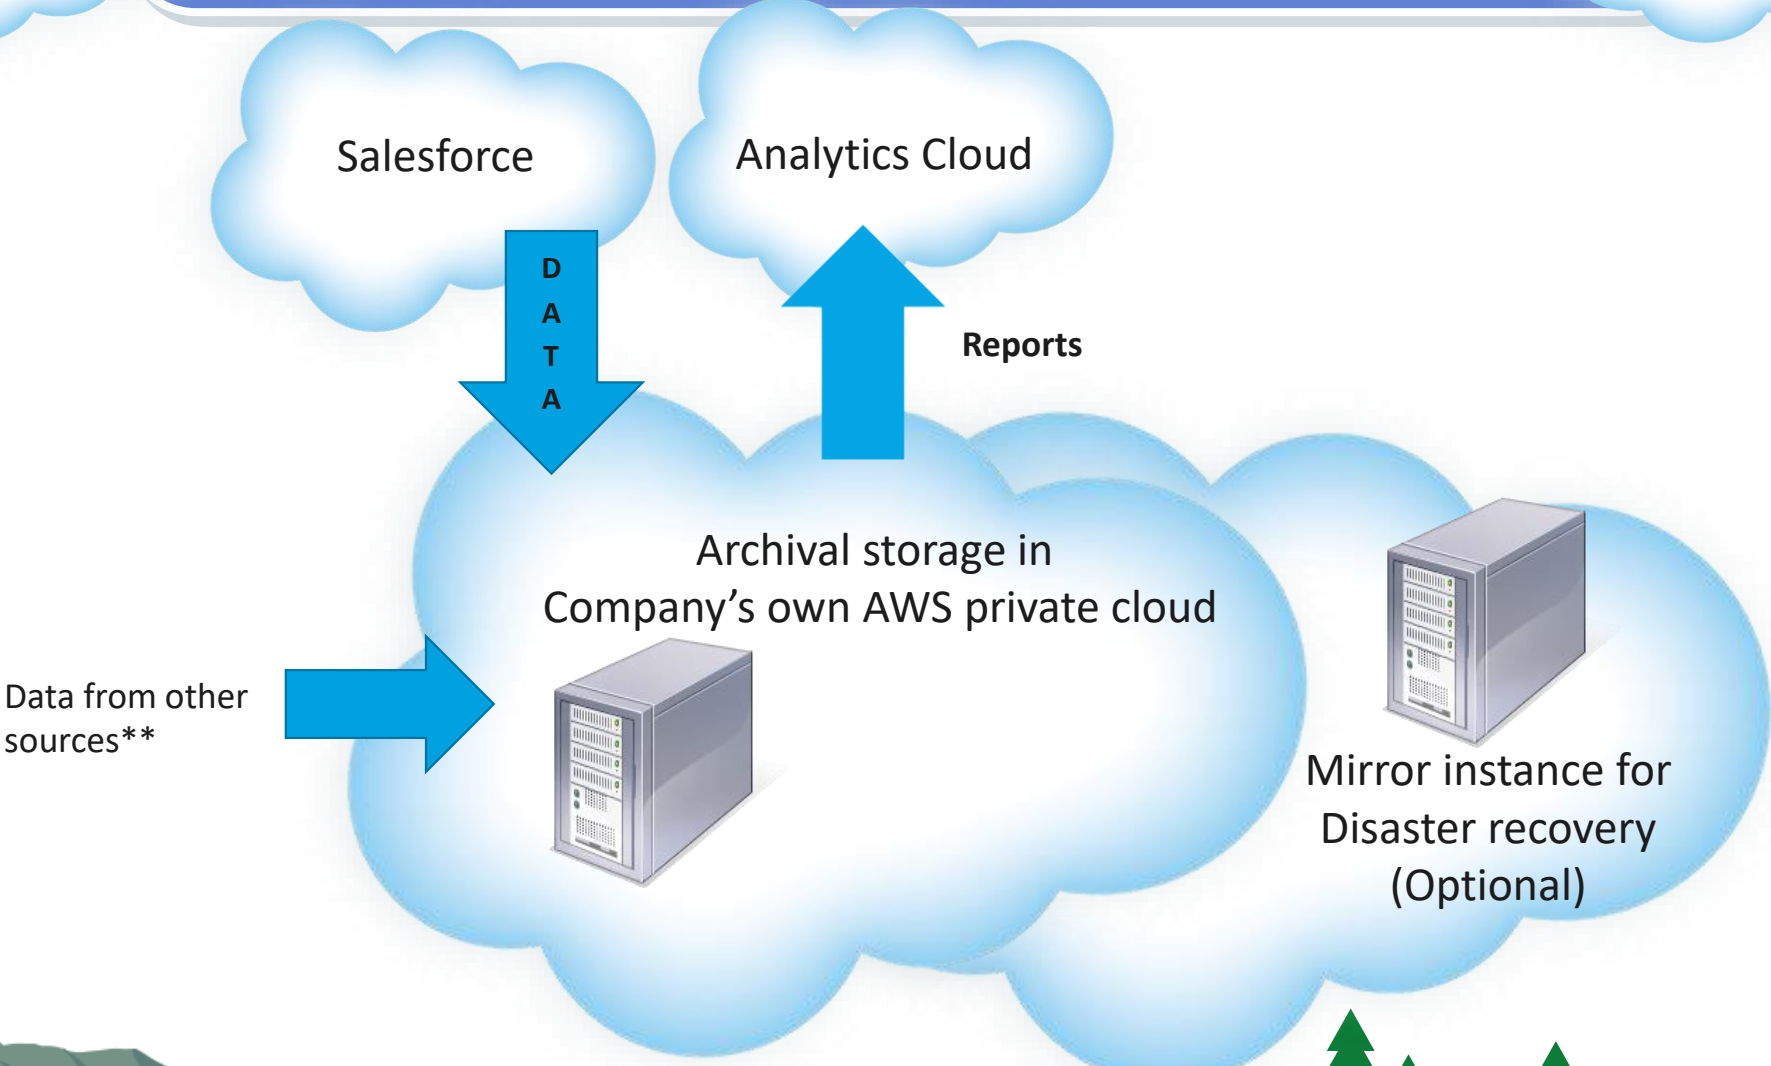 Salesforce
Analytics Cloud
D
A
T
A
Reports
Archival storage in
Company’s own AWS private cloud
Data from other
sources**
Mirror instance for
Disaster recovery
(Optional)